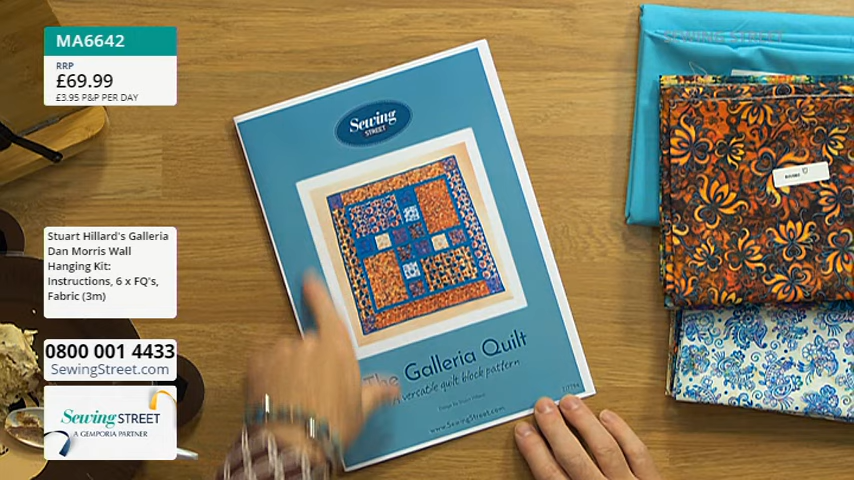 MA6642
RRP
£69.99
£3.95 P&P PER DAY
SEWING STREET
Sewing
STREET
Stuart Hillard's Galleria
Dan Morris Wall
Hanging Kit:
Instructions, 6 x FQ's,
Fabric (3m)
The Galleria Quilt
versatile quilt block pattern
www.SewingStreet.com
0800 001 4433
SewingStreet.com
Sewing STREET
A GEMPORIA PARTNER